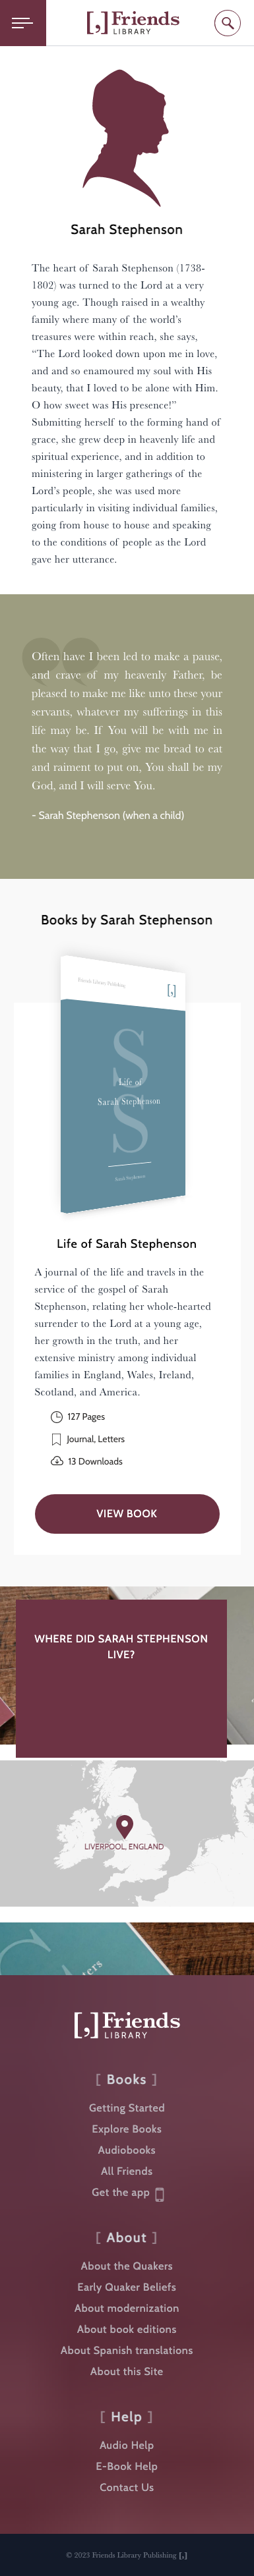 [,] Friends
LIBRARY
Sarah Stephenson
The heart of Sarah Stephenson (1738-
1802) was turned to the Lord at a very
young age. Though raised in a wealthy
family where many of the world’s
treasures were within reach, she says,
“The Lord looked down upon me in love,
and and so enamoured my soul with His
beauty, that I loved to be alone with Him.
O how sweet was His presence!”
Submitting herself to the forming hand of
grace, she grew deep in heavenly life and
spiritual experience, and in addition to
ministering in larger gatherings of the
Lord’s people, she was used more
particularly in visiting individual families,
going from house to house and speaking
to the conditions of people as the Lord
gave her utterance.
Often have I been led to make a pause,
and crave of my heavenly Father, be
pleased to make me like unto these your
servants, whatever my sufferings in this
life may be. If You will be with me in
the way that I go, give me bread to eat
and raiment to put on, You shall be my
God, and I will serve You.
- Sarah Stephenson (when a child)
Books by Sarah Stephenson
Friends Library Publishing
[,]
S
S
Life of
Sarah Stephenson
Sarah Stephenson
Life of Sarah Stephenson
A journal of the life and travels in the
service of the gospel of Sarah
Stephenson, relating her whole-hearted
surrender to the Lord at a young age,
her growth in the truth, and her
extensive ministry among individual
families in England, Wales, Ireland,
Scotland, and America.
127 Pages
Journal, Letters
13 Downloads
VIEW BOOK
WHERE DID SARAH STEPHENSON
LIVE?
LIVERPOOL, ENGLAND
[,] Friends
LIBRARY
[ Books ]
Getting Started
Explore Books
Audiobooks
All Friends
Get the app
[ About ]
About the Quakers
Early Quaker Beliefs
About modernization
About book editions
About Spanish translations
About this Site
[ Help ]
Audio Help
E-Book Help
Contact Us
© 2023 Friends Library Publishing [,]